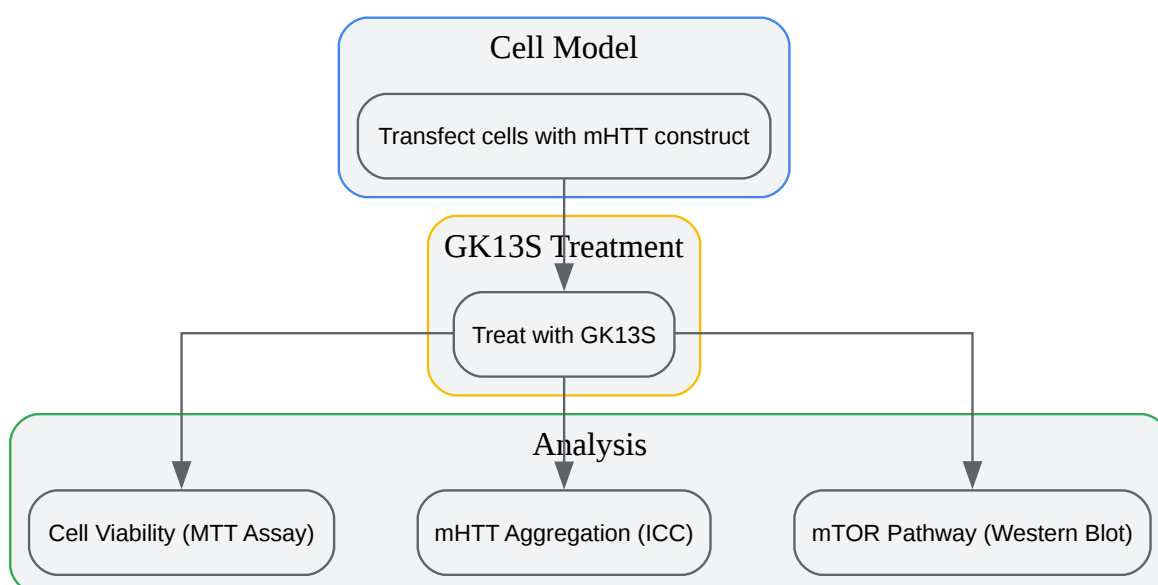 Cell Model
Transfect cells with mHTT construct
GK13S Treatment
Treat with GK13S
Analysis
Cell Viability (MTT Assay)
mHTT Aggregation (ICC)
mTOR Pathway (Western Blot)